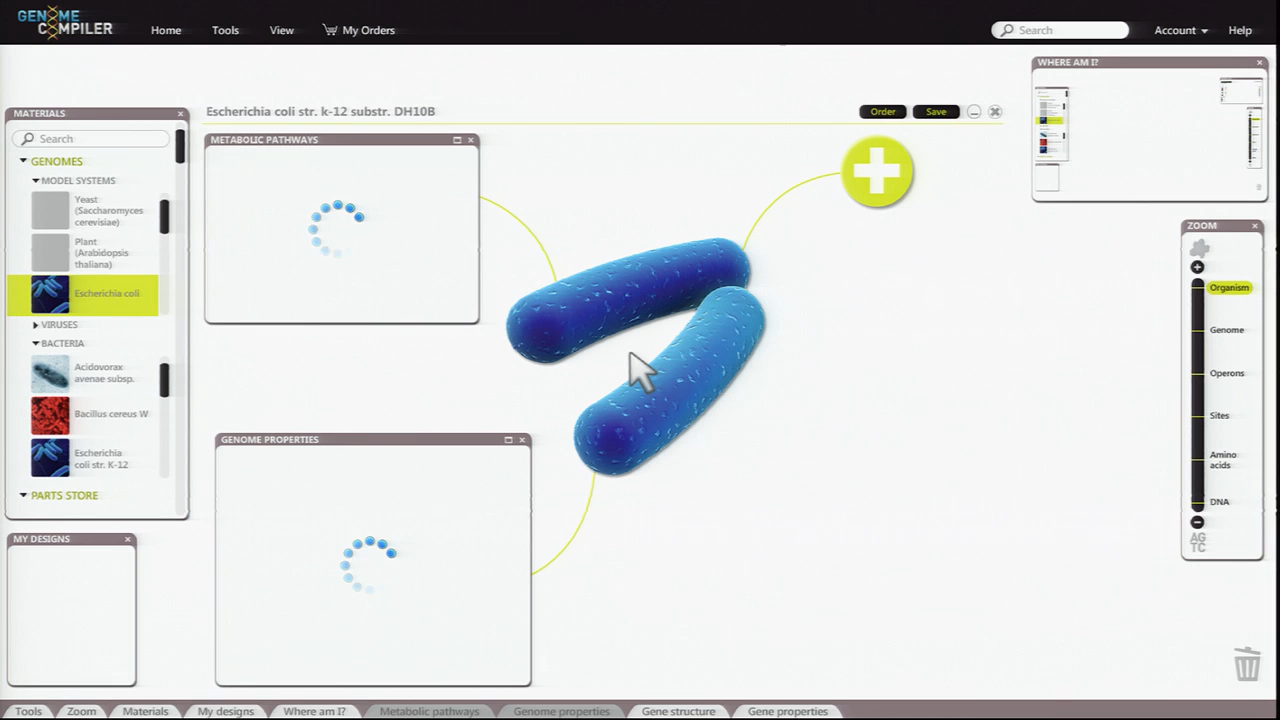 GENOME
COMPILER
Home
Tools
View
My Orders
Search
Account
Help
WHERE AM I?
MATERIALS
Search
GENOMES
MODEL SYSTEMS
Yeast
(Saccharomyces
cerevisiae)
Plant
(Arabidopsis
thaliana)
Escherichia coli
VIRUSES
BACTERIA
Acidovorax
avenae subsp.
Bacillus cereus W
Escherichia
coli str. K-12
PARTS STORE
MY DESIGNS
Escherichia coli str. k-12 substr. DH10B
Order
Save
METABOLIC PATHWAYS
GENOME PROPERTIES
ZOOM
Organism
Genome
Operons
Sites
Amino
acids
DNA
AG
TC
Tools
Zoom
Materials
My designs
Where am I?
Metabolic pathways
Genome properties
Gene structure
Gene properties